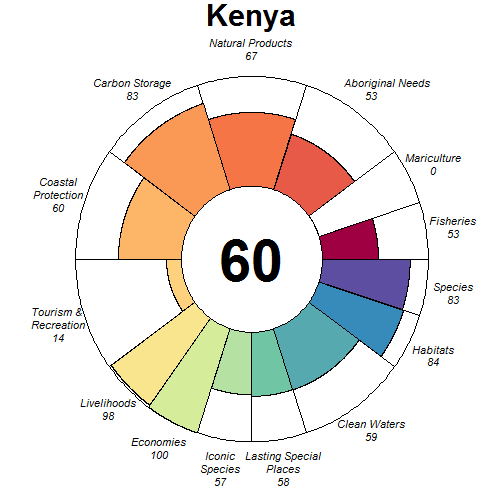 Kenya
Natural Products
67
Carbon Storage
83
Aboriginal Needs
53
Mariculture
0
Coastal
Protection
60
Fisheries
53
60
Species
83
Tourism &
Recreation
14
Habitats
84
Livelihoods
98
Clean Waters
59
Economies
100
Iconic
Species
57
Lasting Special
Places
58